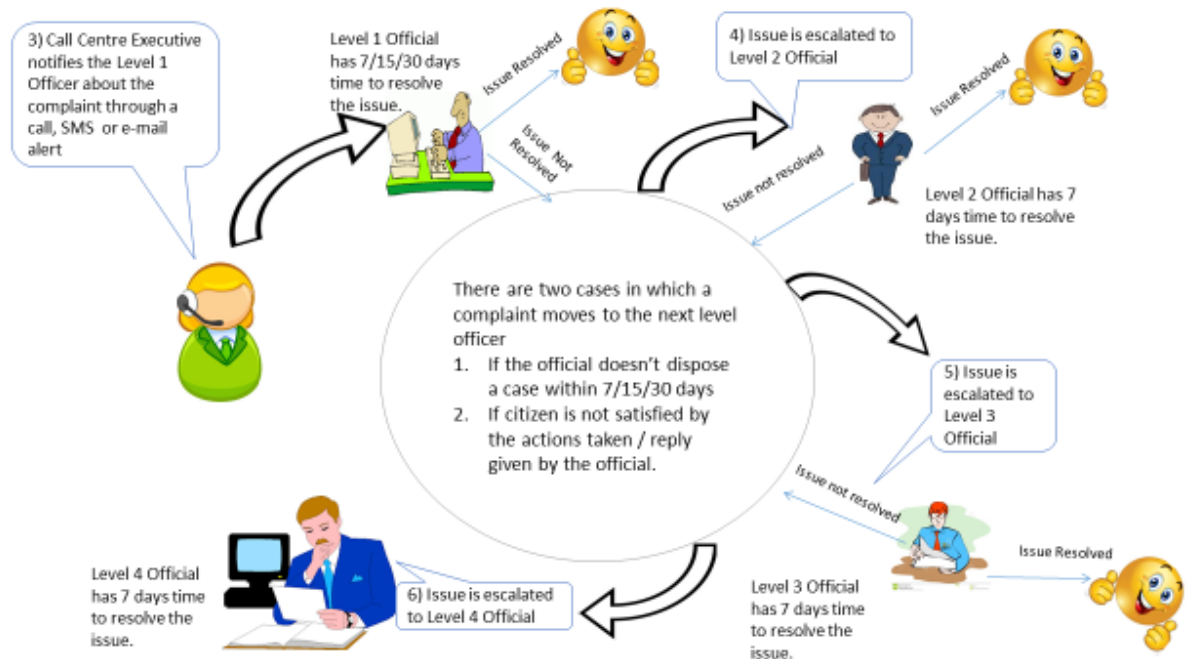 3) Call Centre Executive
notifies the Level 1
Officer about the
complaint through a
call, SMS or e-mail
alert
Level 1 Official
has 7/15/30 days
time to resolve
the issue.
Issue Resolved
Issue Not
Resolved
4) Issue is escalated to
Level 2 Official
Issue Resolved
Issue not resolved
Level 2 Official has 7
days time to resolve
the issue.
There are two cases in which a
complaint moves to the next level
officer
1. If the official doesn't dispose
a case within 7/15/30 days
2. If citizen is not satisfied by
the actions taken / reply
given by the official.
5) Issue is
escalated to
Level 3
Official
Issue not resolved
Issue Resolved
Level 3 Official
has 7 days time
to resolve the
issue.
6) Issue is escalated
to Level 4 Official
Level 4 Official
has 7 days time
to resolve the
issue.